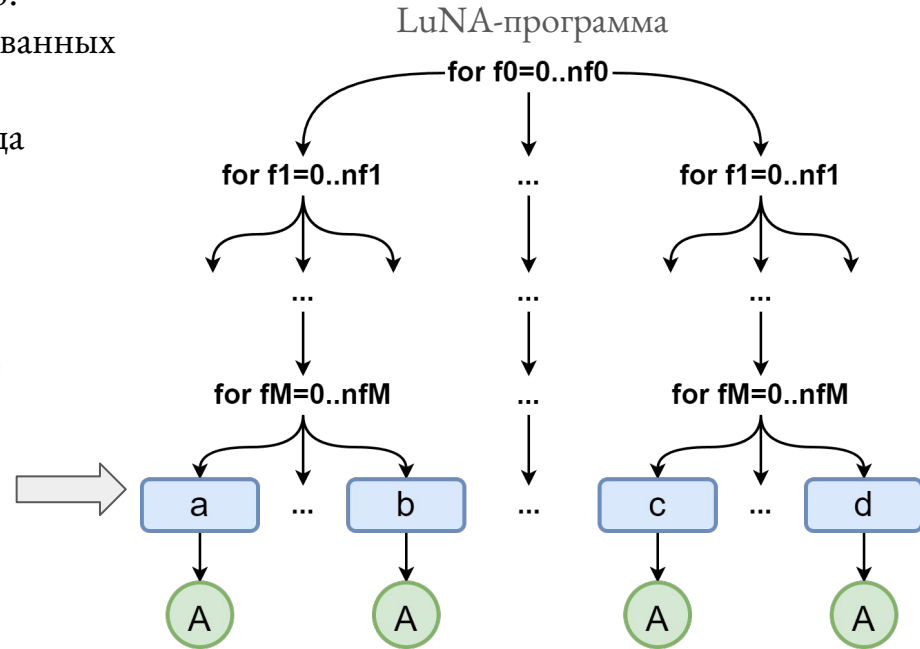 LuNA-программа
ванных
for f0=0..nf0
for f1=0..nf1 ... for f1=0..nf1
... ... ...
for fM=0..nfM ... for fM=0..nfM
a ... b ... c ... d
A A A A